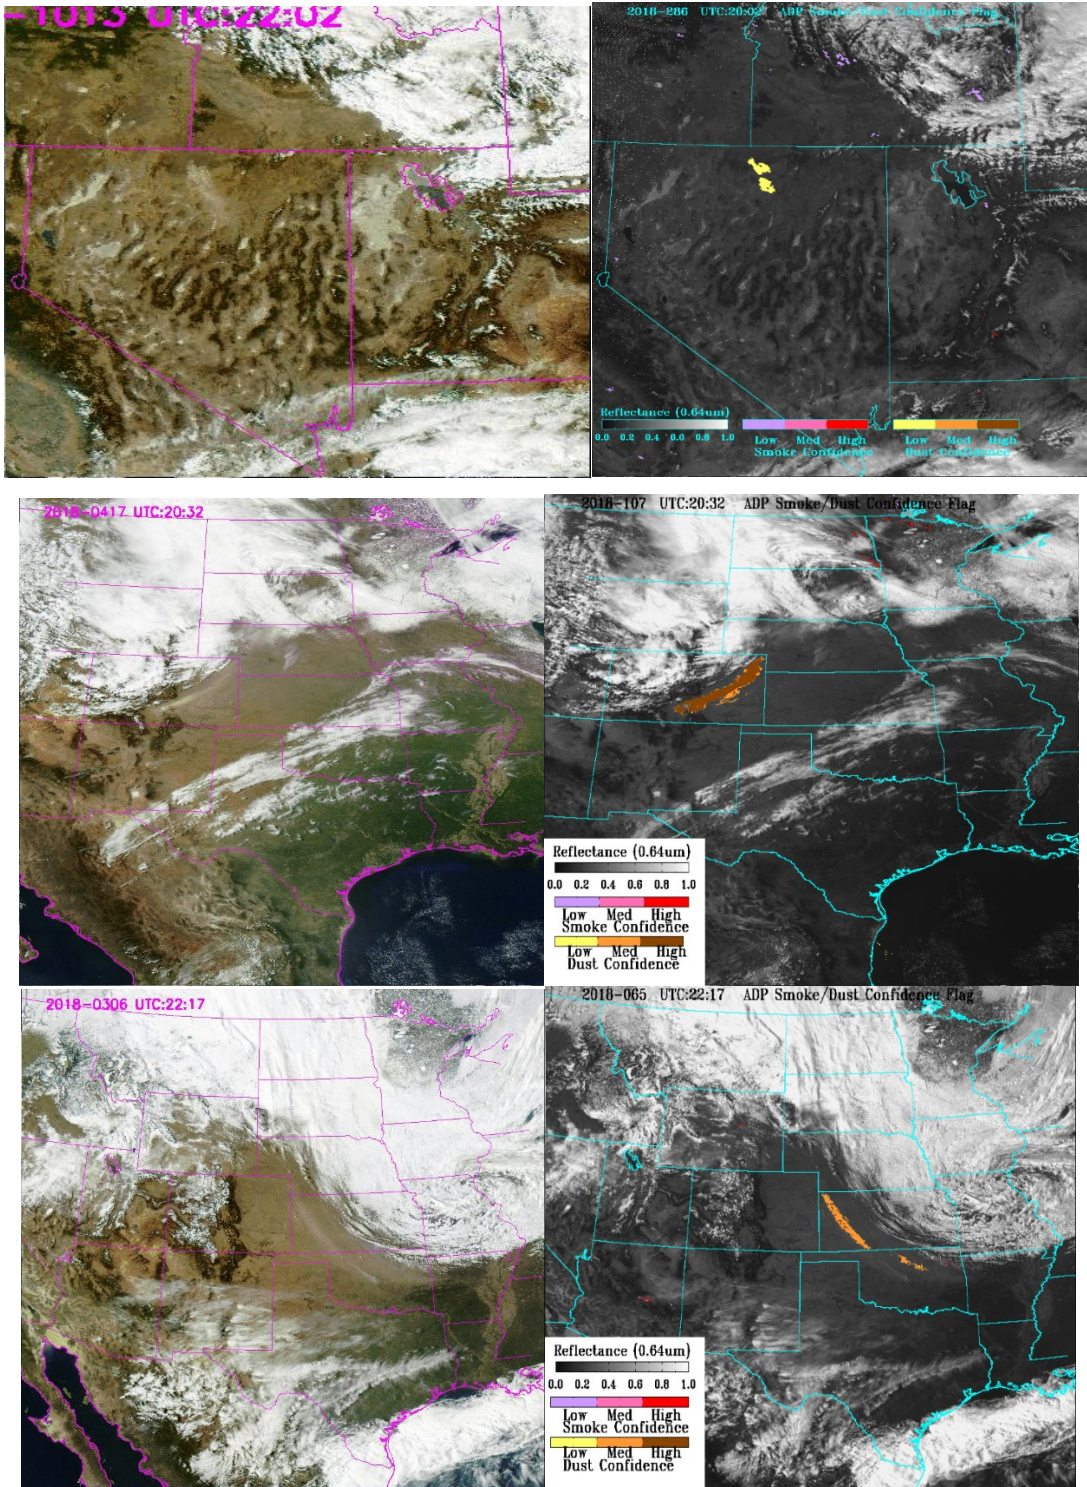 -1013 UTC:22:02
2018-286 UTC:20:02 ADP Smoke/Dust Confidence Flag
Reflectance (0.64um)
0.0 0.2 0.4 0.6 0.8 1.0
Low Med High
Smoke Confidence
Low Med High
Dust Confidence
2018-0417 UTC:20:32
2018-107 UTC:20:32 ADP Smoke/Dust Confidence Flag
Reflectance (0.64um)
0.0 0.2 0.4 0.6 0.8 1.0
Low Med High
Smoke Confidence
Low Med High
Dust Confidence
2018-0306 UTC:22:17
2018-065 UTC:22:17 ADP Smoke/Dust Confidence Flag
Reflectance (0.64um)
0.0 0.2 0.4 0.6 0.8 1.0
Low Med High
Smoke Confidence
Low Med High
Dust Confidence